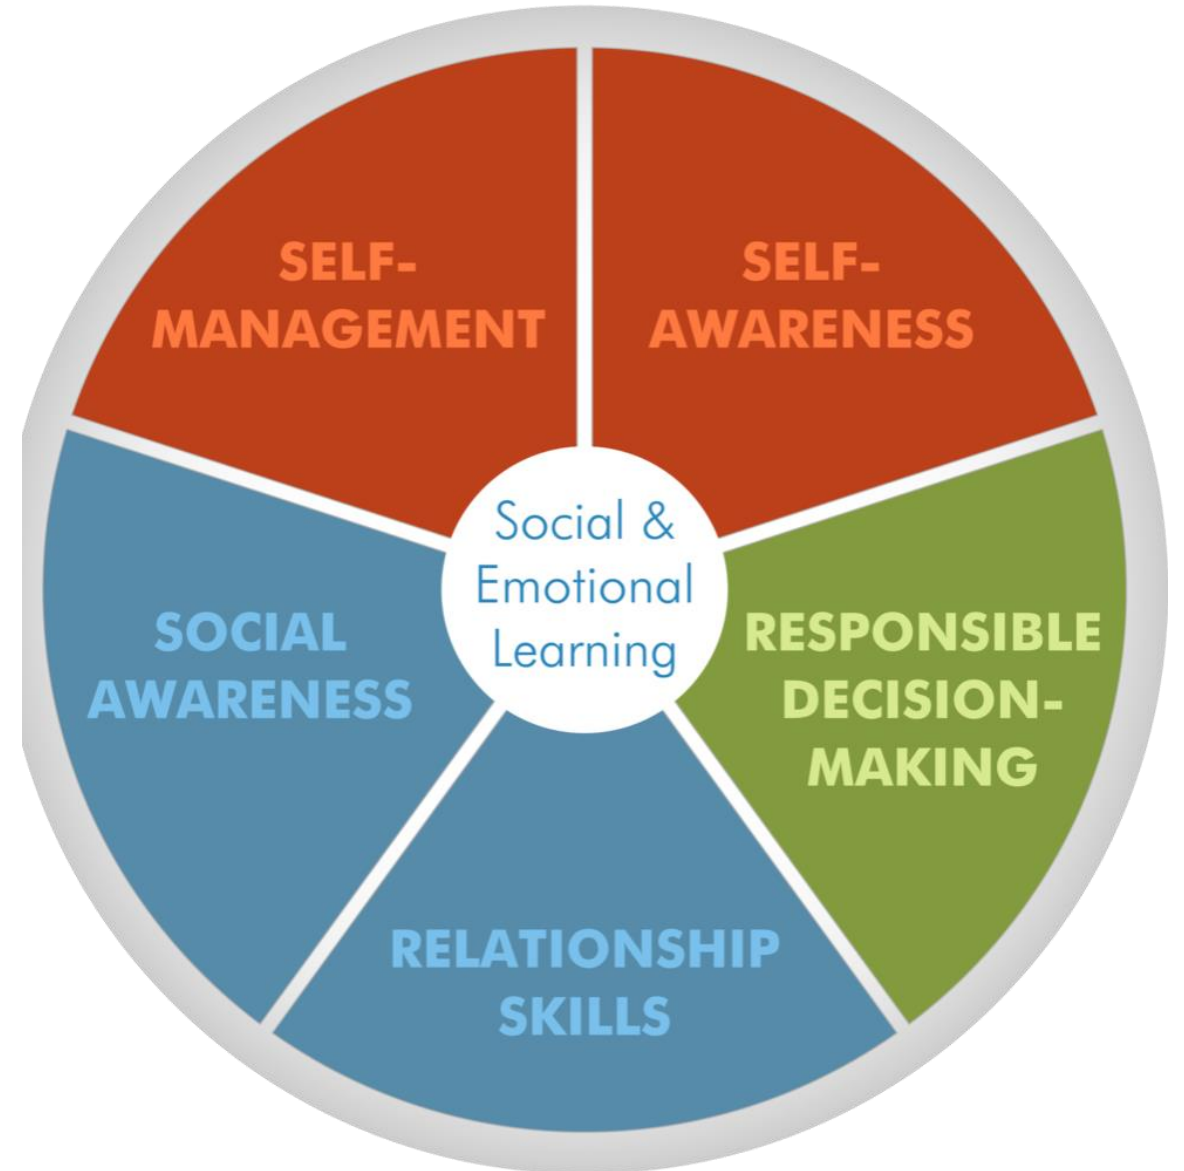 SELF-
MANAGEMENT
SELF-
AWARENESS
Social &
Emotional
Learning
SOCIAL
AWARENESS
RESPONSIBLE
DECISION-
MAKING
RELATIONSHIP
SKILLS